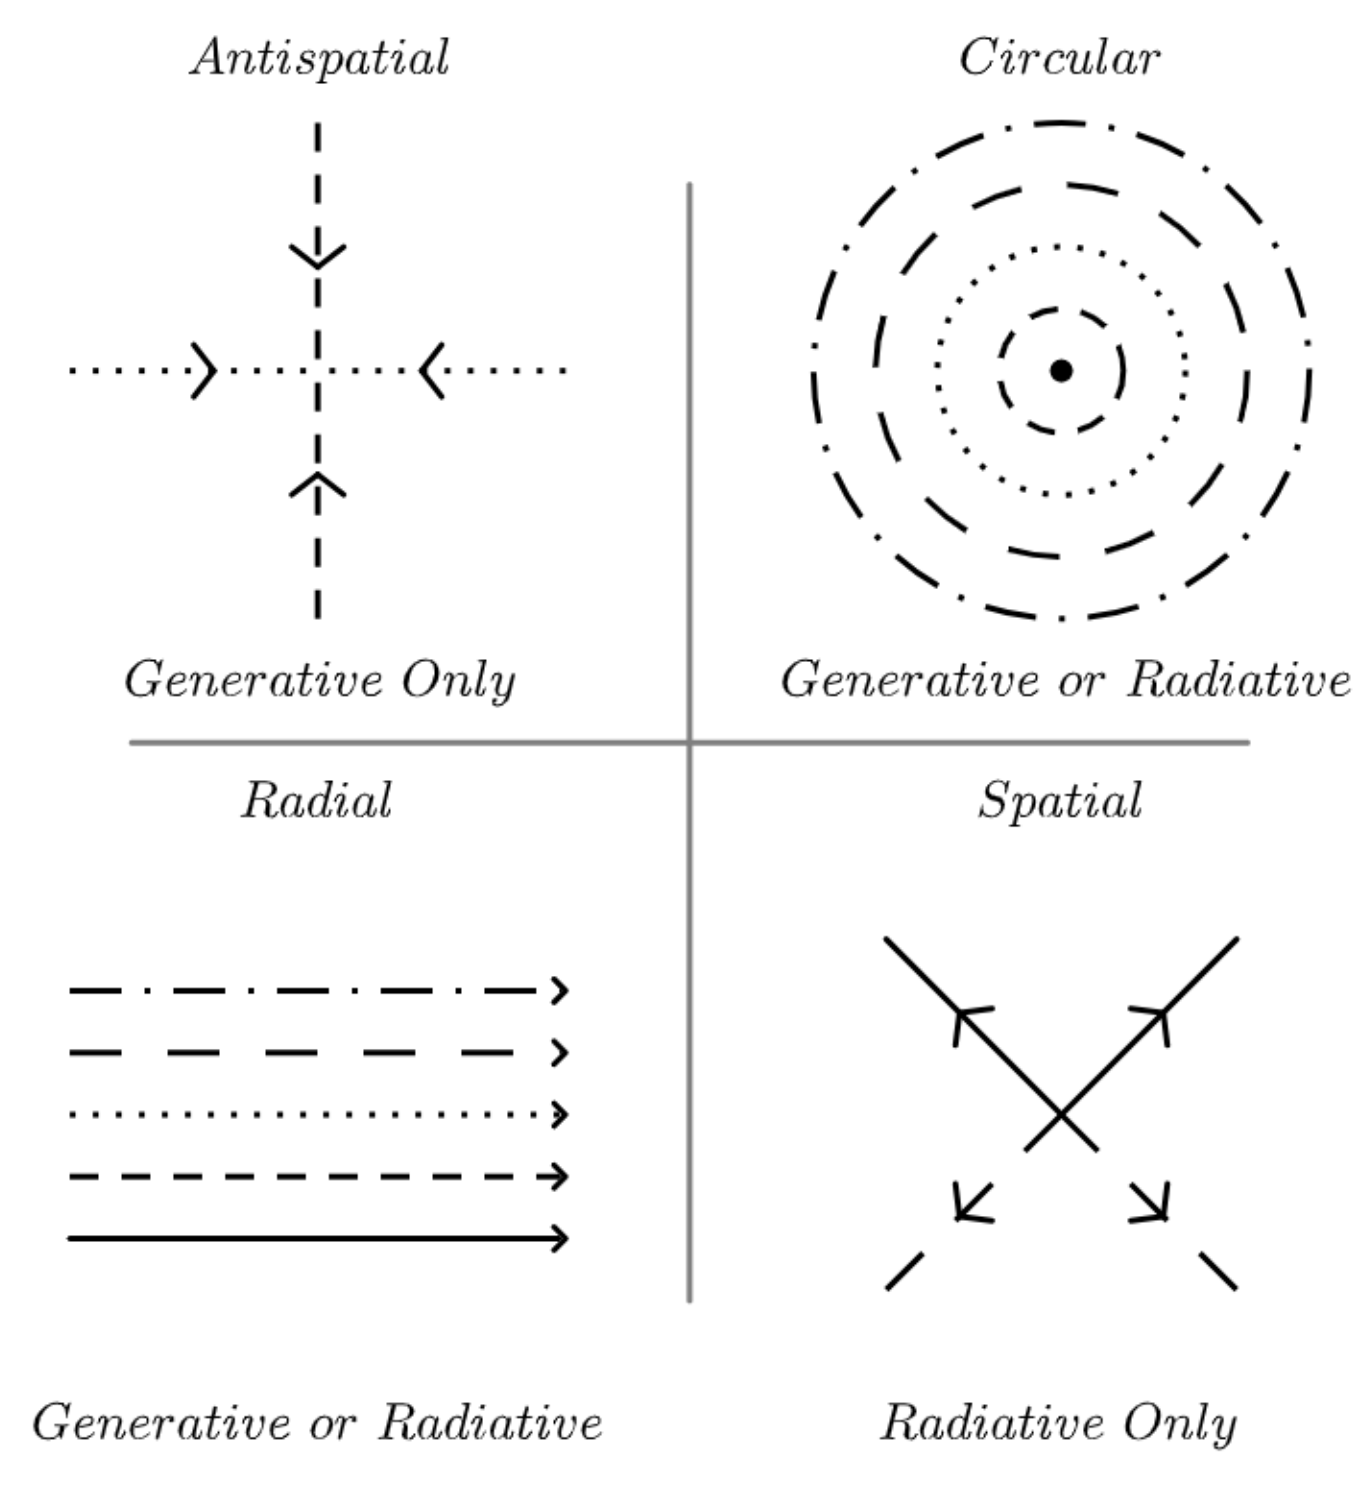 Antispatial
Circular
Generative Only
Generative or Radiative
Radial
Spatial
Generative or Radiative
Radiative Only